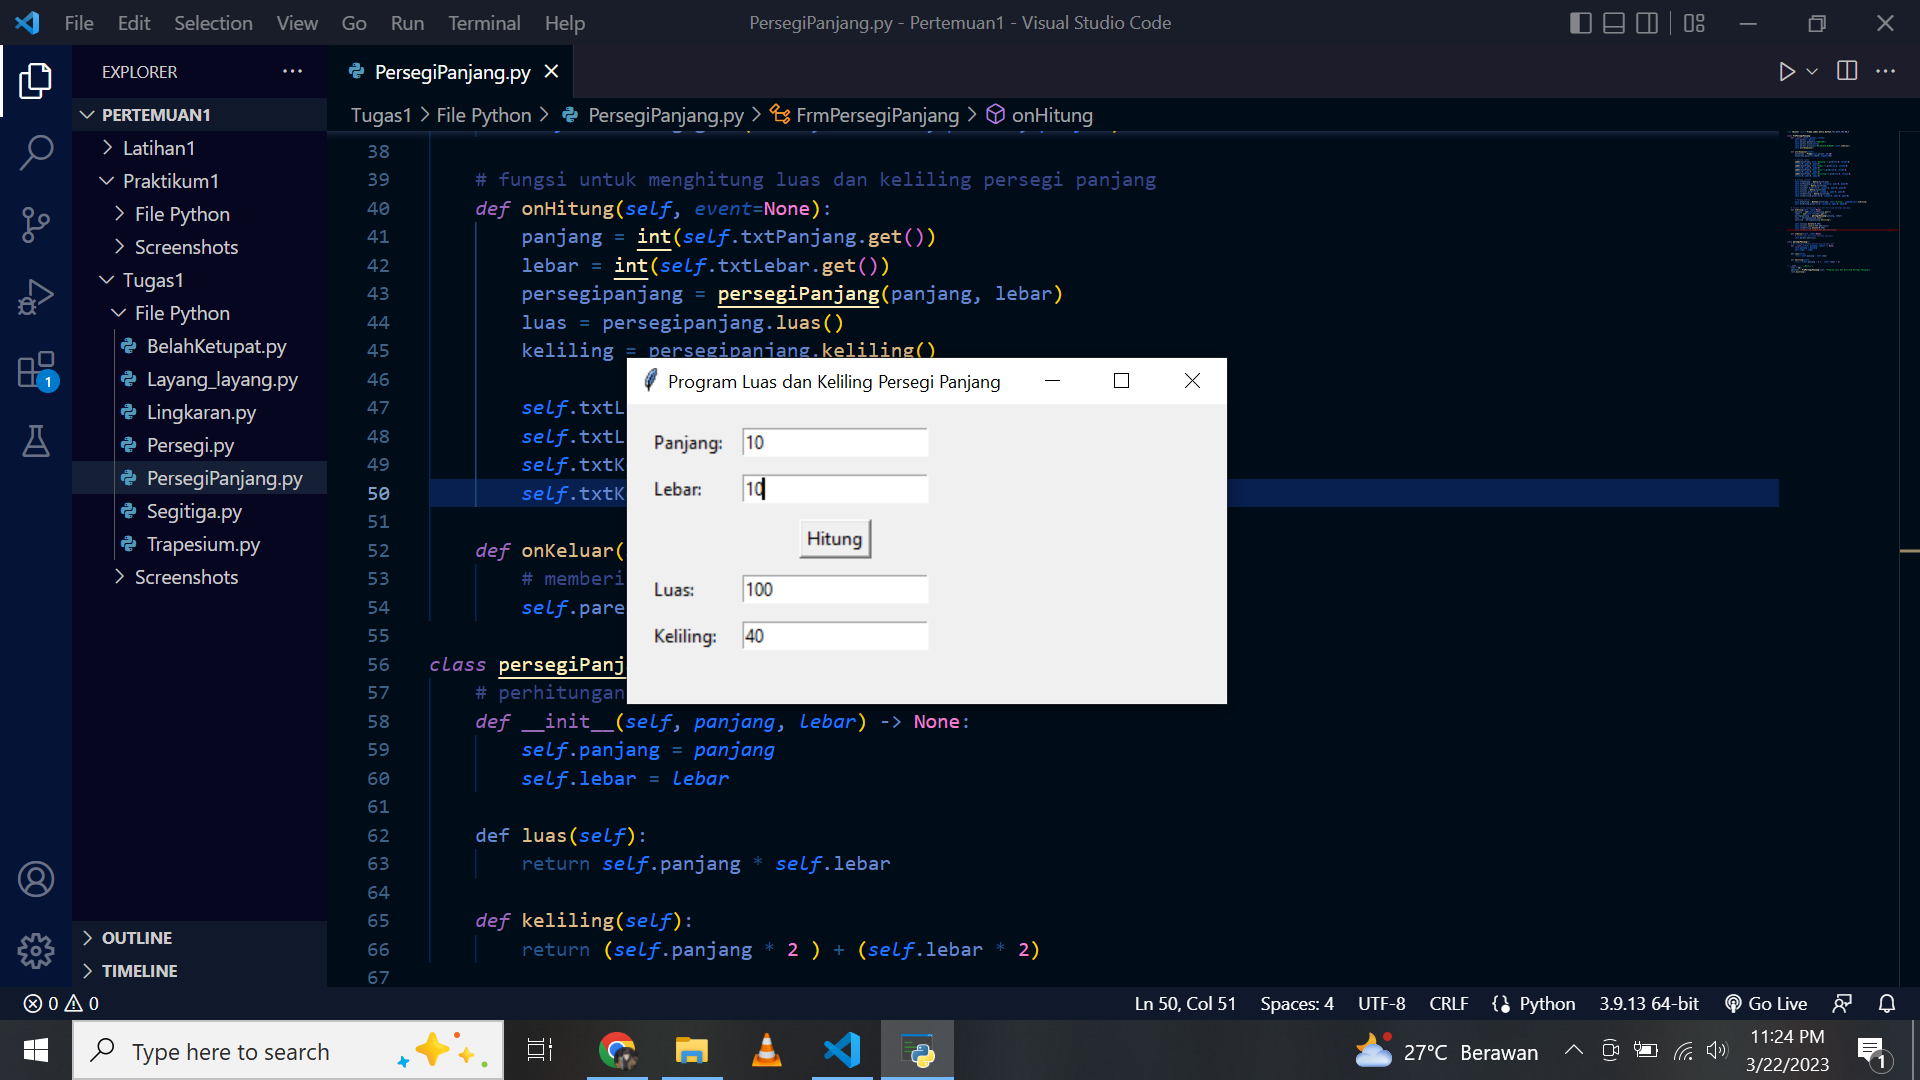 File Edit Selection View Go Run Terminal Help
PersegiPanjang.py - Pertemuan1 - Visual Studio Code
EXPLORER
PersegiPanjang.py
PERTEMUAN1
Tugas1 > File Python > PersegiPanjang.py > FrmPersegiPanjang > onHitung
Latihan1
Praktikum1
File Python
Screenshots
Tugas1
File Python
BelahKetupat.py
Layang_layang.py
Lingkaran.py
Persegi.py
PersegiPanjang.py
Segitiga.py
Trapesium.py
Screenshots
OUTLINE
TIMELINE
1
38
39 # fungsi untuk menghitung luas dan keliling persegi panjang
40 def onHitung(self, event=None):
41 panjang = int(self.txtPanjang.get())
42 lebar = int(self.txtLebar.get())
43 persegipanjang = persegiPanjang(panjang, lebar)
44 luas = persegipanjang.luas()
45 keliling = persegipanjang.keliling()
46
47 self.txtL
48 self.txtL
49 self.txtK
50 self.txtK
51
52 def onKeluar(
53 # memberi
54 self.pare
55
56 class persegiPanj
57 # perhitungan
58 def __init__(self, panjang, lebar) -> None:
59 self.panjang = panjang
60 self.lebar = lebar
61
62 def luas(self):
63 return self.panjang * self.lebar
64
65 def keliling(self):
66 return (self.panjang * 2 ) + (self.lebar * 2)
67
Program Luas dan Keliling Persegi Panjang
Panjang: 10
Lebar: 10
Hitung
Luas: 100
Keliling: 40
0 0
Ln 50, Col 51 Spaces: 4 UTF-8 CRLF Python 3.9.13 64-bit Go Live
Type here to search
27°C Berawan
11:24 PM
3/22/2023
1